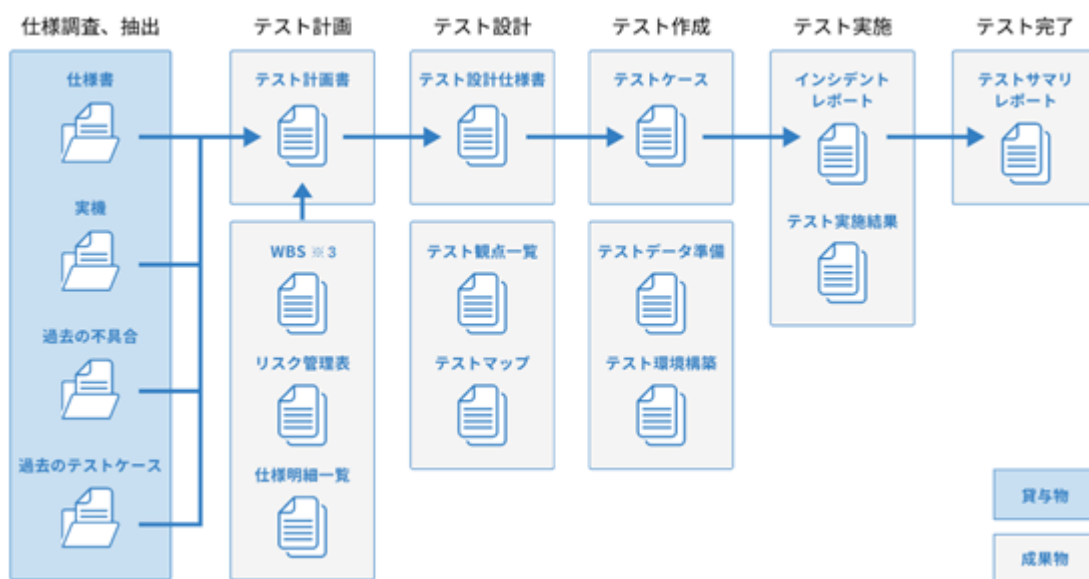 仕様調査、抽出
テスト計画
テスト設計
テスト作成
テスト実施
テスト完了
仕様書
実機
過去の不具合
過去のテストケース
テスト計画書
WBS ※3
リスク管理表
仕様明細一覧
テスト設計仕様書
テスト観点一覧
テストマップ
テストケース
テストデータ準備
テスト環境構築
インシデント
レポート
テスト実施結果
テストサマリ
レポート
貸与物
成果物